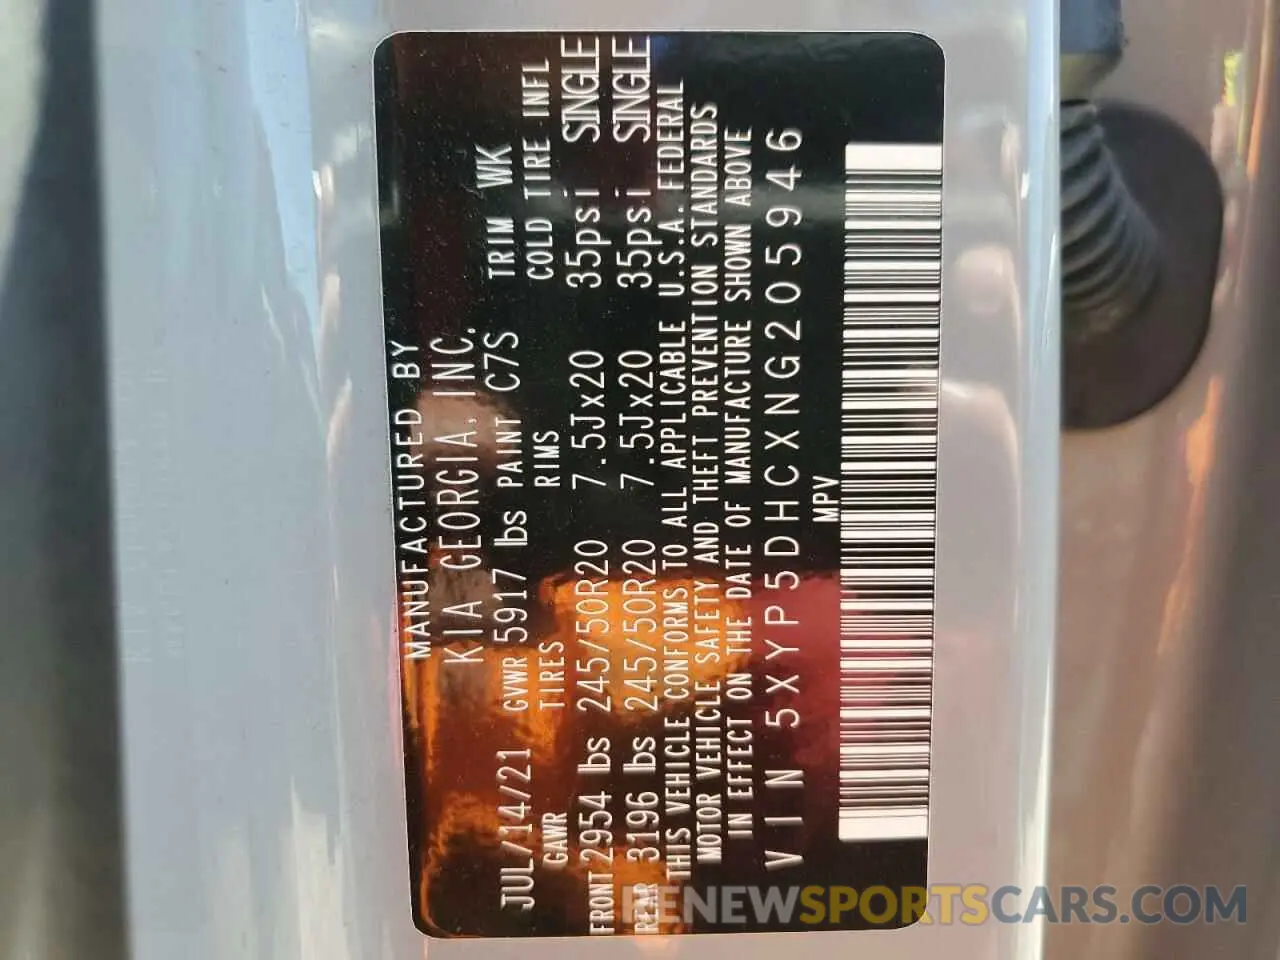 MANUFACTURED BY
KIA GEORGIA, INC.
JUL/14/21 GVWR 5917 lbs PAINT C7S TRIM WK
GAWR TIRES RIMS COLD TIRE INFL
FRONT 2954 lbs 245/50R20 7.5Jx20 35psi SINGLE
REAR 3196 lbs 245/50R20 7.5Jx20 35psi SINGLE
THIS VEHICLE CONFORMS TO ALL APPLICABLE U.S.A. FEDERAL
MOTOR VEHICLE SAFETY AND THEFT PREVENTION STANDARDS
IN EFFECT ON THE DATE OF MANUFACTURE SHOWN ABOVE
VIN 5XYP5DHCXNG205946
MPV
RENEWSPORTSCARS.COM